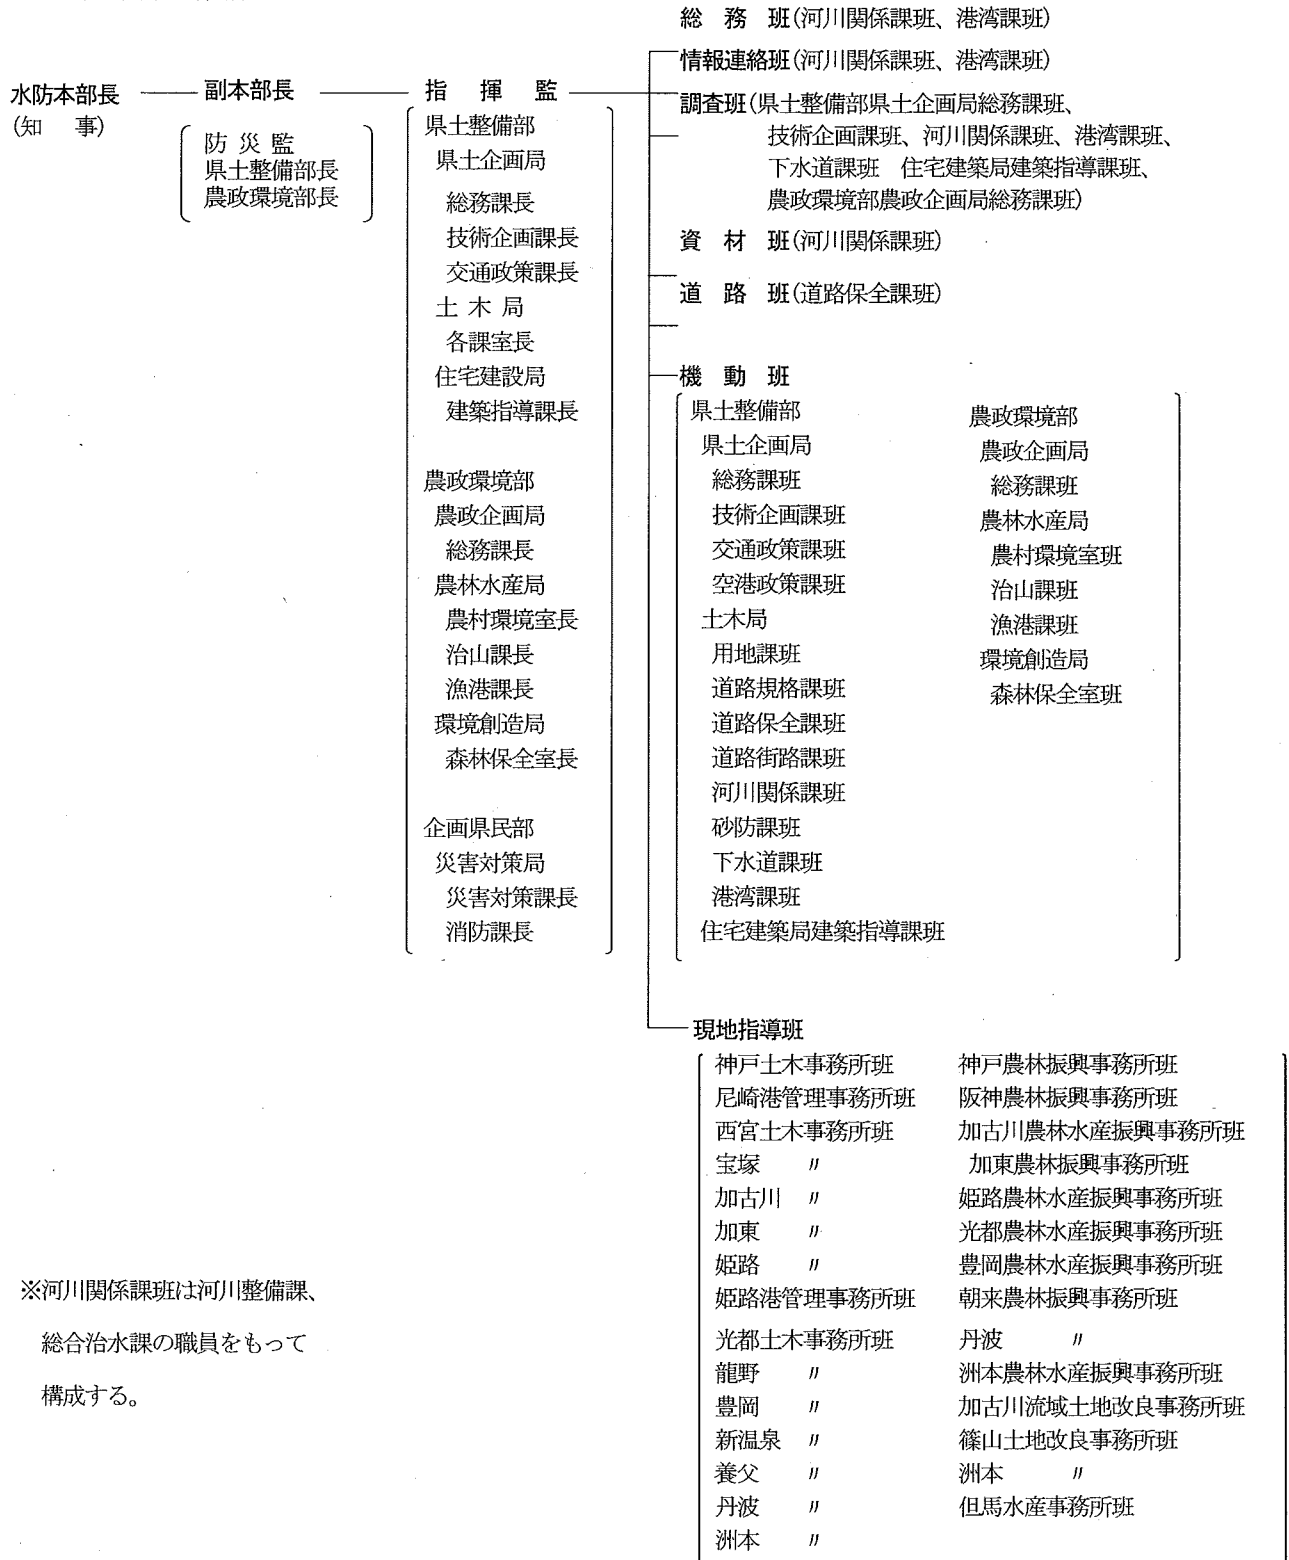 総　務　班(河川関係課班、港湾課班)
情報連絡班(河川関係課班、港湾課班)
水防本部長
(知　事)
副本部長
防 災 監
県土整備部長
農政環境部長
指　揮　監
県土整備部
県土企画局
総務課長
技術企画課長
交通政策課長
土 木 局
各課室長
住宅建設局
建築指導課長
農政環境部
農政企画局
総務課長
農林水産局
農村環境室長
治山課長
漁港課長
環境創造局
森林保全室長
企画県民部
災害対策局
災害対策課長
消防課長
調査班(県土整備部県土企画局総務課班、
技術企画課班、河川関係課班、港湾課班、
下水道課班　住宅建築局建築指導課班、
農政環境部農政企画局総務課班)
資　材　班(河川関係課班)
道　路　班(道路保全課班)
機　動　班
県土整備部
県土企画局
総務課班
技術企画課班
交通政策課班
空港政策課班
土木局
用地課班
道路規格課班
道路保全課班
道路街路課班
河川関係課班
砂防課班
下水道課班
港湾課班
住宅建築局建築指導課班
農政環境部
農政企画局
総務課班
農林水産局
農村環境室班
治山課班
漁港課班
環境創造局
森林保全室班
現地指導班
神戸土木事務所班
尼崎港管理事務所班
西宮土木事務所班
宝塚　　〃
加古川　〃
加東　　〃
姫路　　〃
姫路港管理事務所班
光都土木事務所班
龍野　　〃
豊岡　　〃
新温泉　〃
養父　　〃
丹波　　〃
洲本　　〃
神戸農林振興事務所班
阪神農林振興事務所班
加古川農林水産振興事務所班
加東農林振興事務所班
姫路農林水産振興事務所班
光都農林水産振興事務所班
豊岡農林水産振興事務所班
朝来農林振興事務所班
丹波　　　〃
洲本農林水産振興事務所班
加古川流域土地改良事務所班
篠山土地改良事務所班
洲本　　　〃
但馬水産事務所班
※河川関係課班は河川整備課、
総合治水課の職員をもって
構成する。